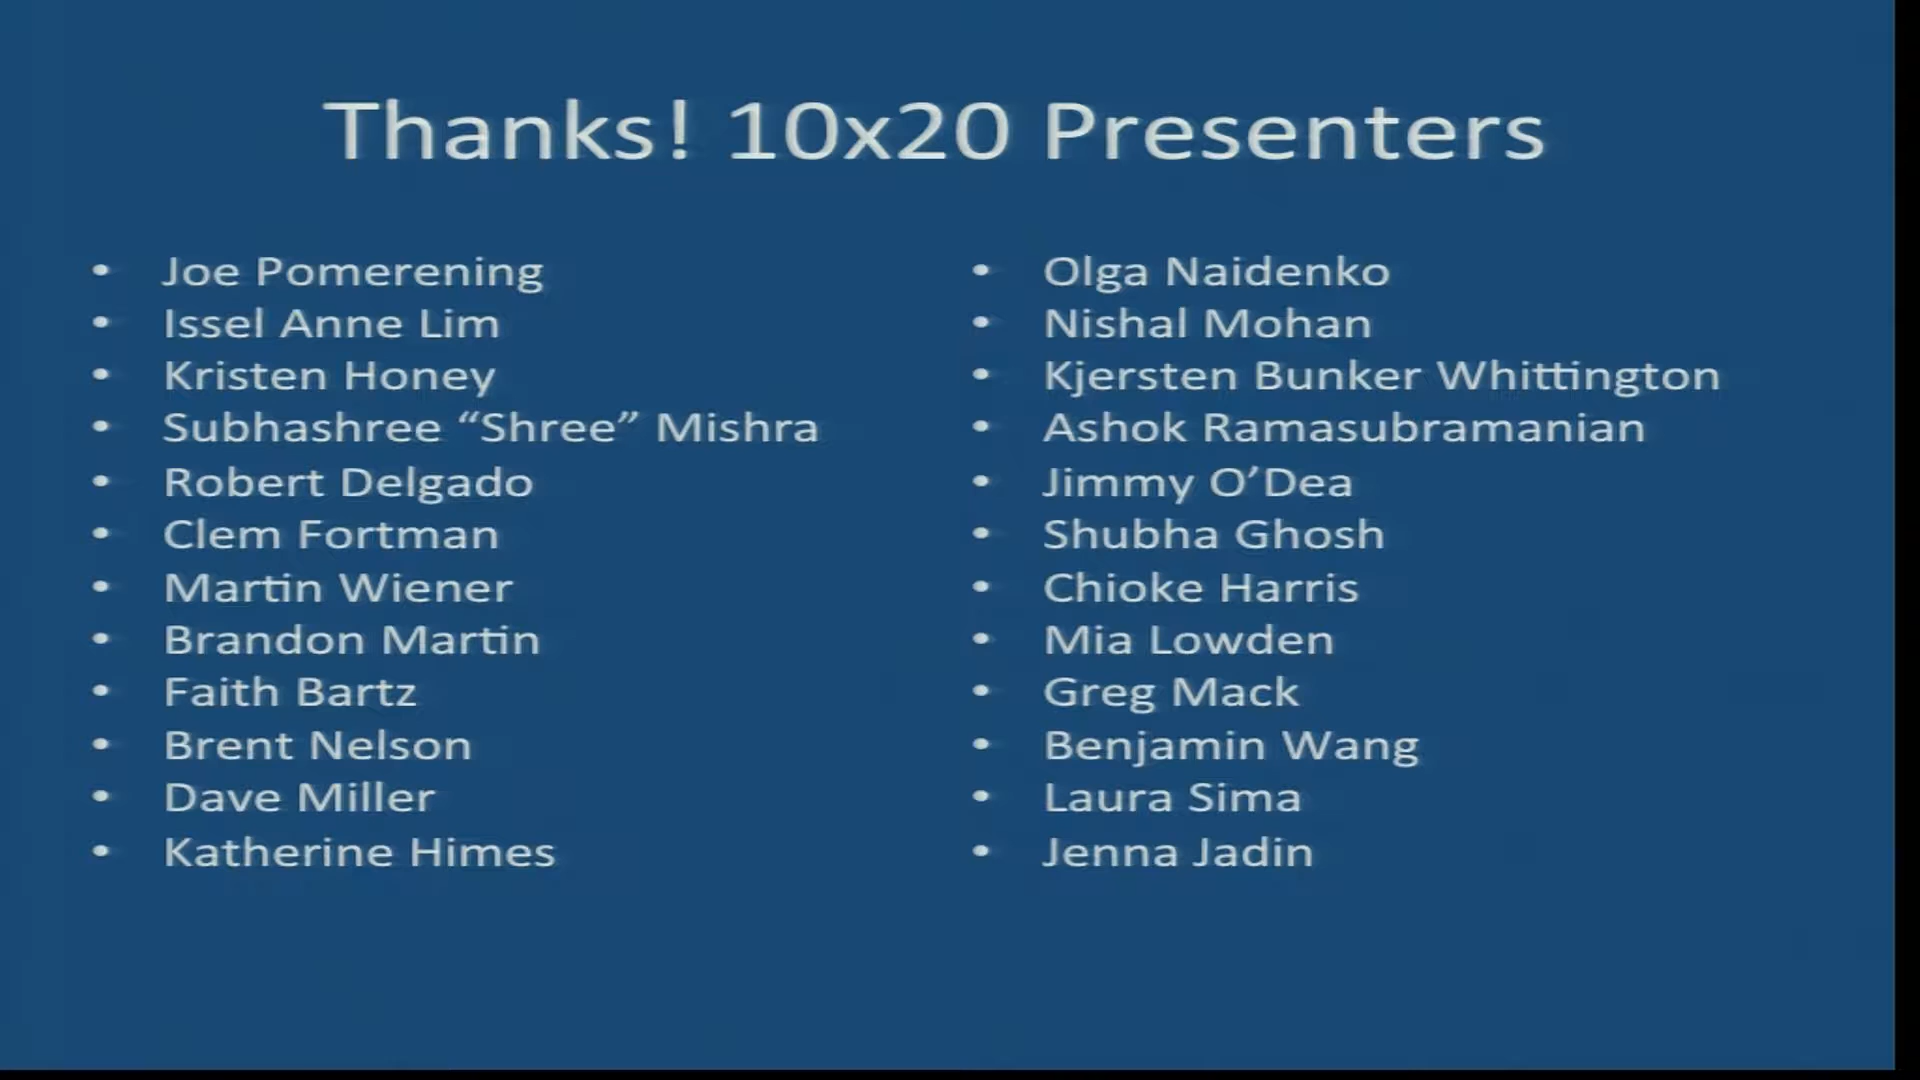 Thanks! 10x20 Presenters
• Joe Pomerening
• Issel Anne Lim
• Kristen Honey
• Subhashree “Shree” Mishra
• Robert Delgado
• Clem Fortman
• Martin Wiener
• Brandon Martin
• Faith Bartz
• Brent Nelson
• Dave Miller
• Katherine Himes
• Olga Naidenko
• Nishal Mohan
• Kjersten Bunker Whittington
• Ashok Ramasubramanian
• Jimmy O’Dea
• Shubha Ghosh
• Chioke Harris
• Mia Lowden
• Greg Mack
• Benjamin Wang
• Laura Sima
• Jenna Jadin